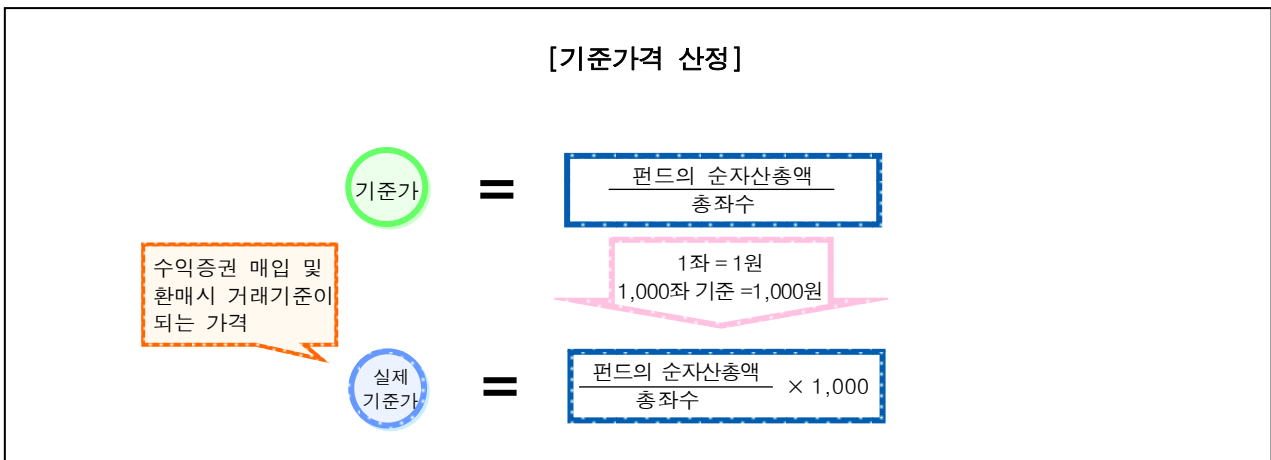 [기준가격 산정]
기준가
=
펀드의 순자산총액
총좌수
수익증권 매입 및
환매시 거래기준이
되는 가격
1좌 = 1원
1,000좌 기준 =1,000원
실제
기준가
=
펀드의 순자산총액
총좌수
× 1,000